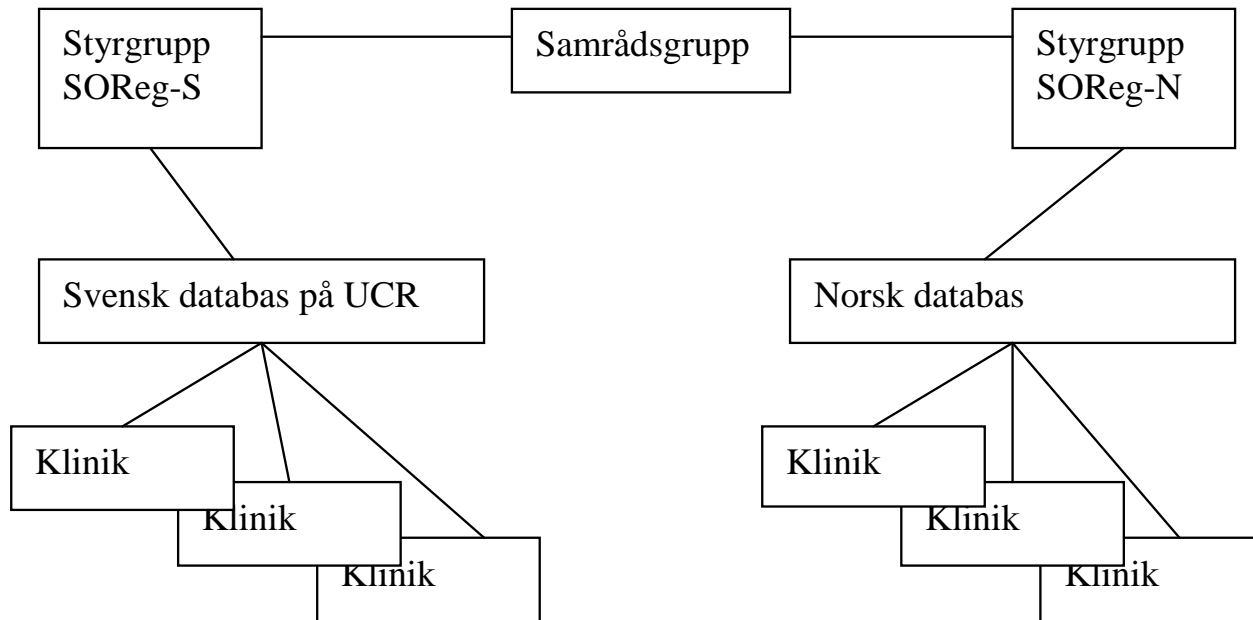 Styrgrupp
SOReg-S
Samrådsgrupp
Styrgrupp
SOReg-N
Svensk databas på UCR
Norsk databas
Klinik
Klinik
Klinik
Klinik
Klinik
Klinik